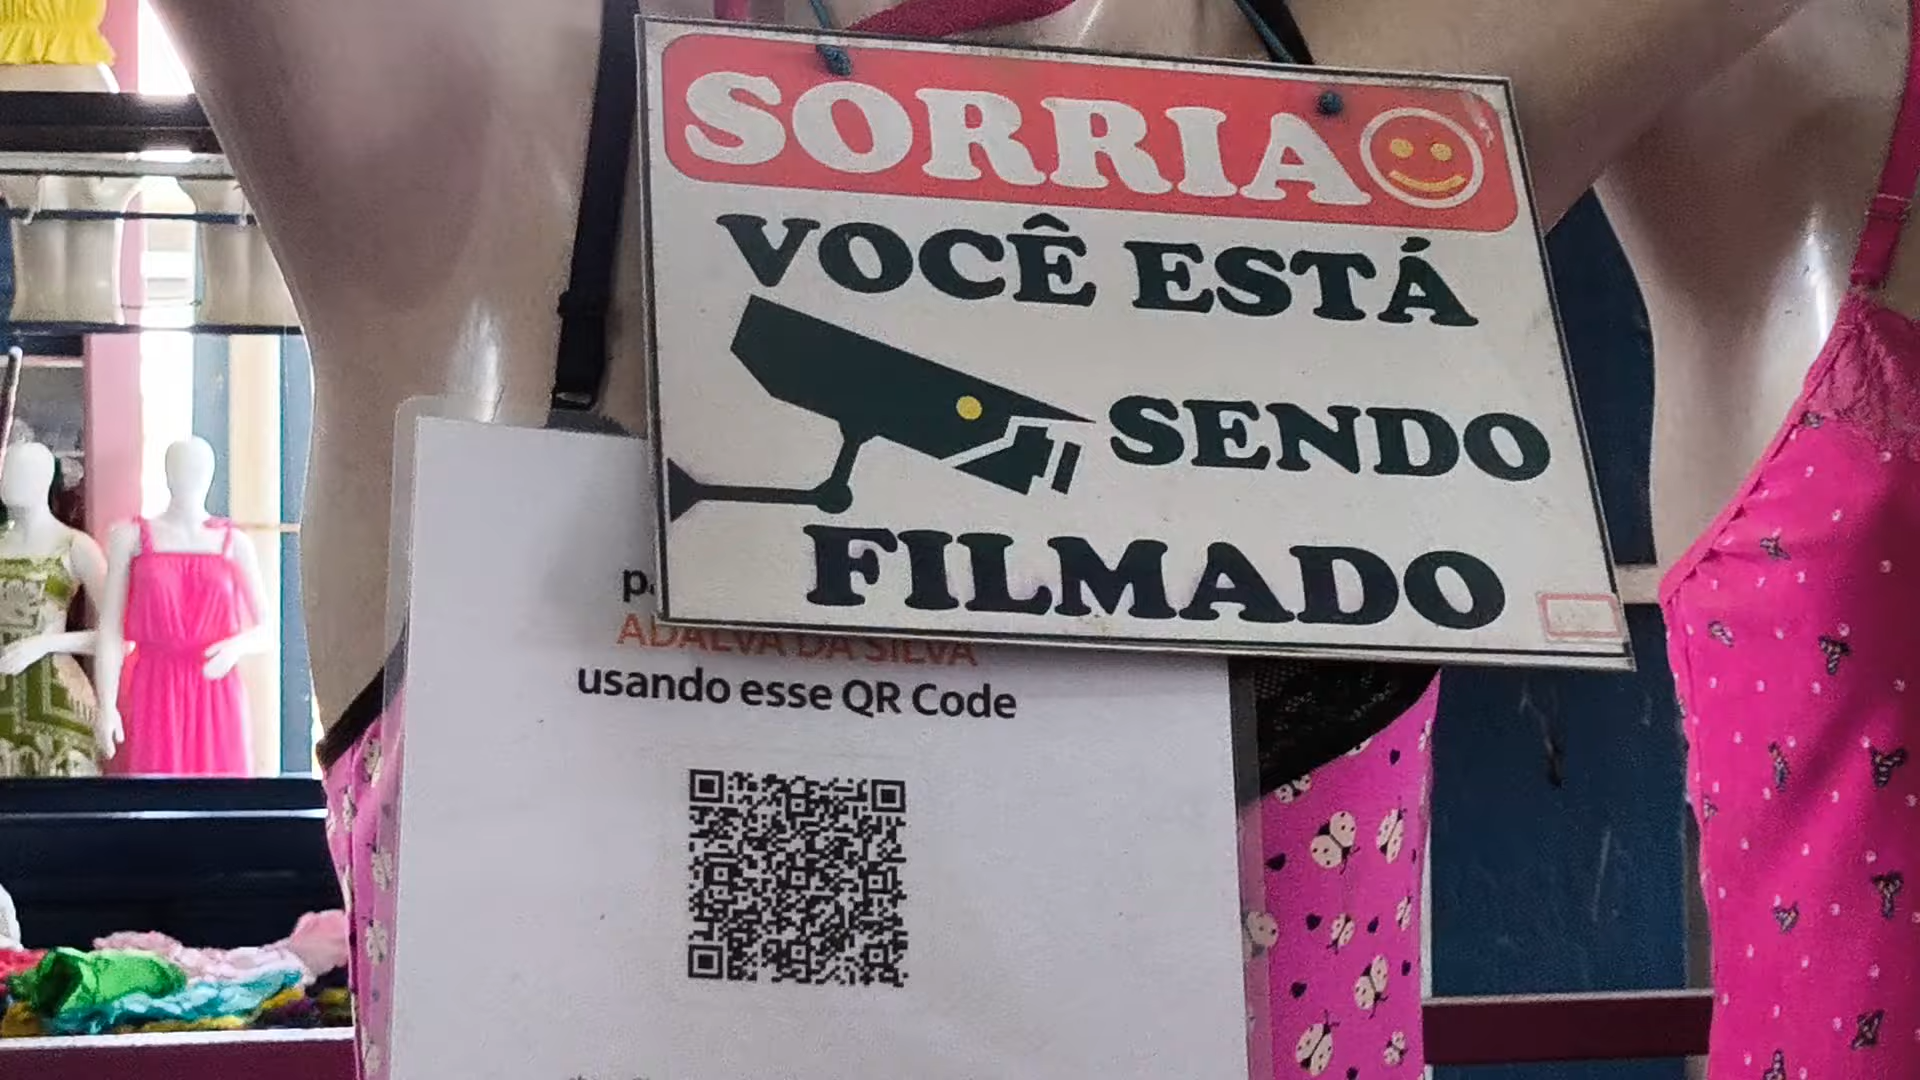 SORRIA
VOCÊ ESTÁ
SENDO
FILMADO
ADALVA DA SILVA
usando esse QR Code